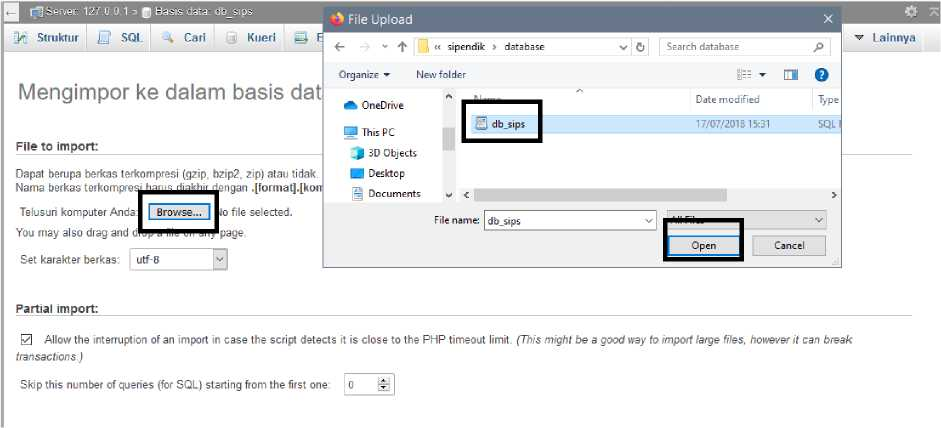 Server: 127.0.0.1 » Basis data: db_sips
Struktur SQL Cari Kueri E Lainnya
Mengimpor ke dalam basis dat
File to import:
Dapat berupa berkas terkompresi (gzip, bzip2, zip) atau tidak.
Nama berkas terkompresi harus diakhir dengan .[format].[kom
Telusuri komputer Anda: Browse... No file selected.
You may also drag and drop a file on any page.
Set karakter berkas: utf-8
Partial import:
Allow the interruption of an import in case the script detects it is close to the PHP timeout limit. (This might be a good way to import large files, however it can break
transactions.)
Skip this number of queries (for SQL) starting from the first one: 0
File Upload
« sipendik > database Search database
Organize New folder
OneDrive
This PC
3D Objects
Desktop
Documents
Name Date modified Type
db_sips 17/07/2018 15:31 SQL
File name: db_sips All Files
Open Cancel